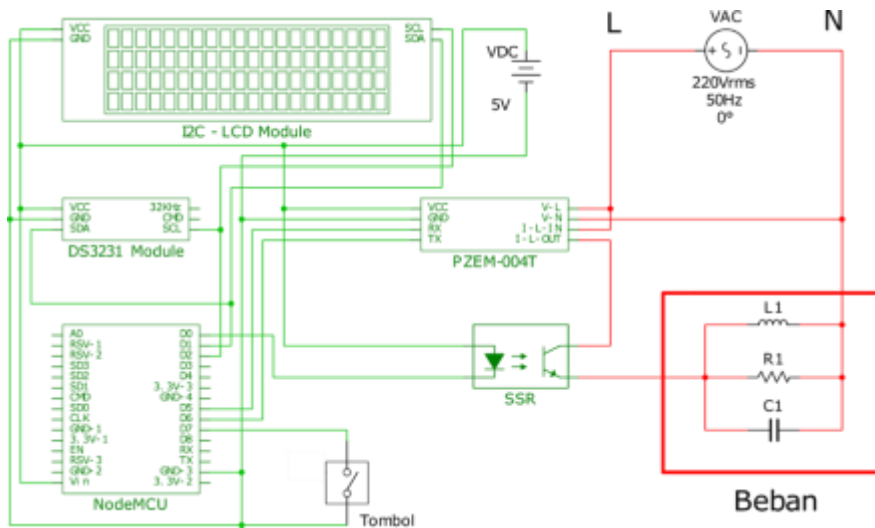 L
VAC
N
VCC
GND
SCL
SDA
VDC
5V
220Vrms
50Hz
0°
I2C - LCD Module
VCC
GND
SDA
32KHz
CMD
SCL
DS3231 Module
VCC
GND
RX
TX
V-L
V-N
I-L-IN
I-L-OUT
PZEM-004T
A0
RSV-1
RSV-2
SD3
SD2
SD1
CMD
SD0
CLK
GND-1
3.3V-1
EN
RSV-3
GND-2
Vin
D0
D1
D2
D3
D4
3.3V-3
GND-4
D5
D6
D7
D8
RX
TX
GND-3
3.3V-2
NodeMCU
SSR
L1
R1
C1
Tombol
Beban